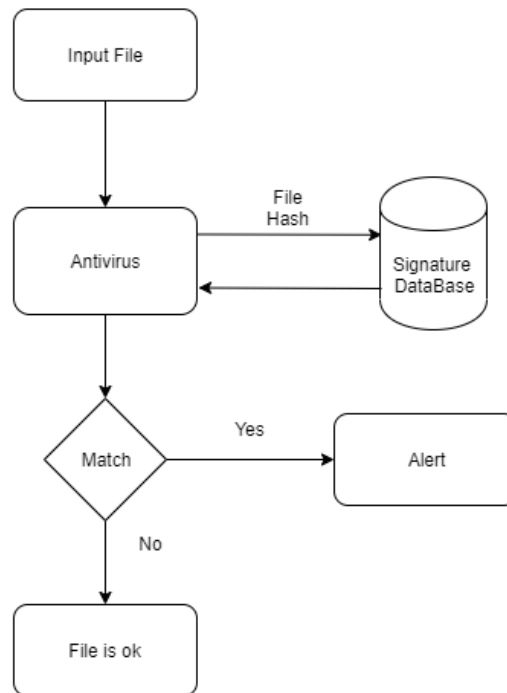 Input File
File
Hash
Antivirus
Signature
DataBase
Yes
Match
Alert
No
File is ok